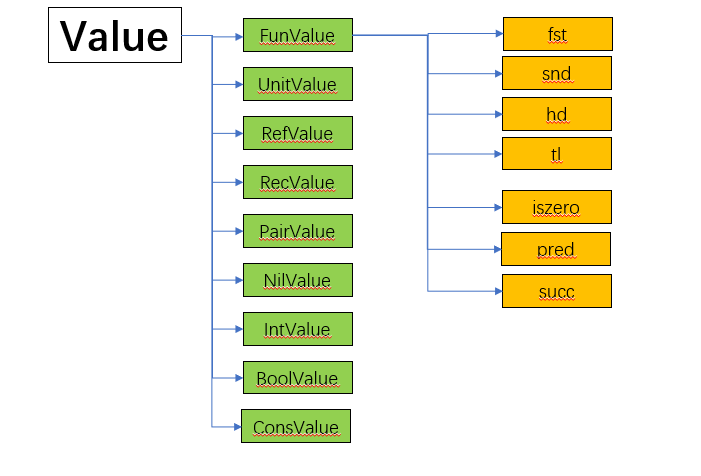 Value
FunValue
UnitValue
RefValue
RecValue
PairValue
NilValue
IntValue
BoolValue
ConsValue
fst
snd
hd
tl
iszero
pred
succ